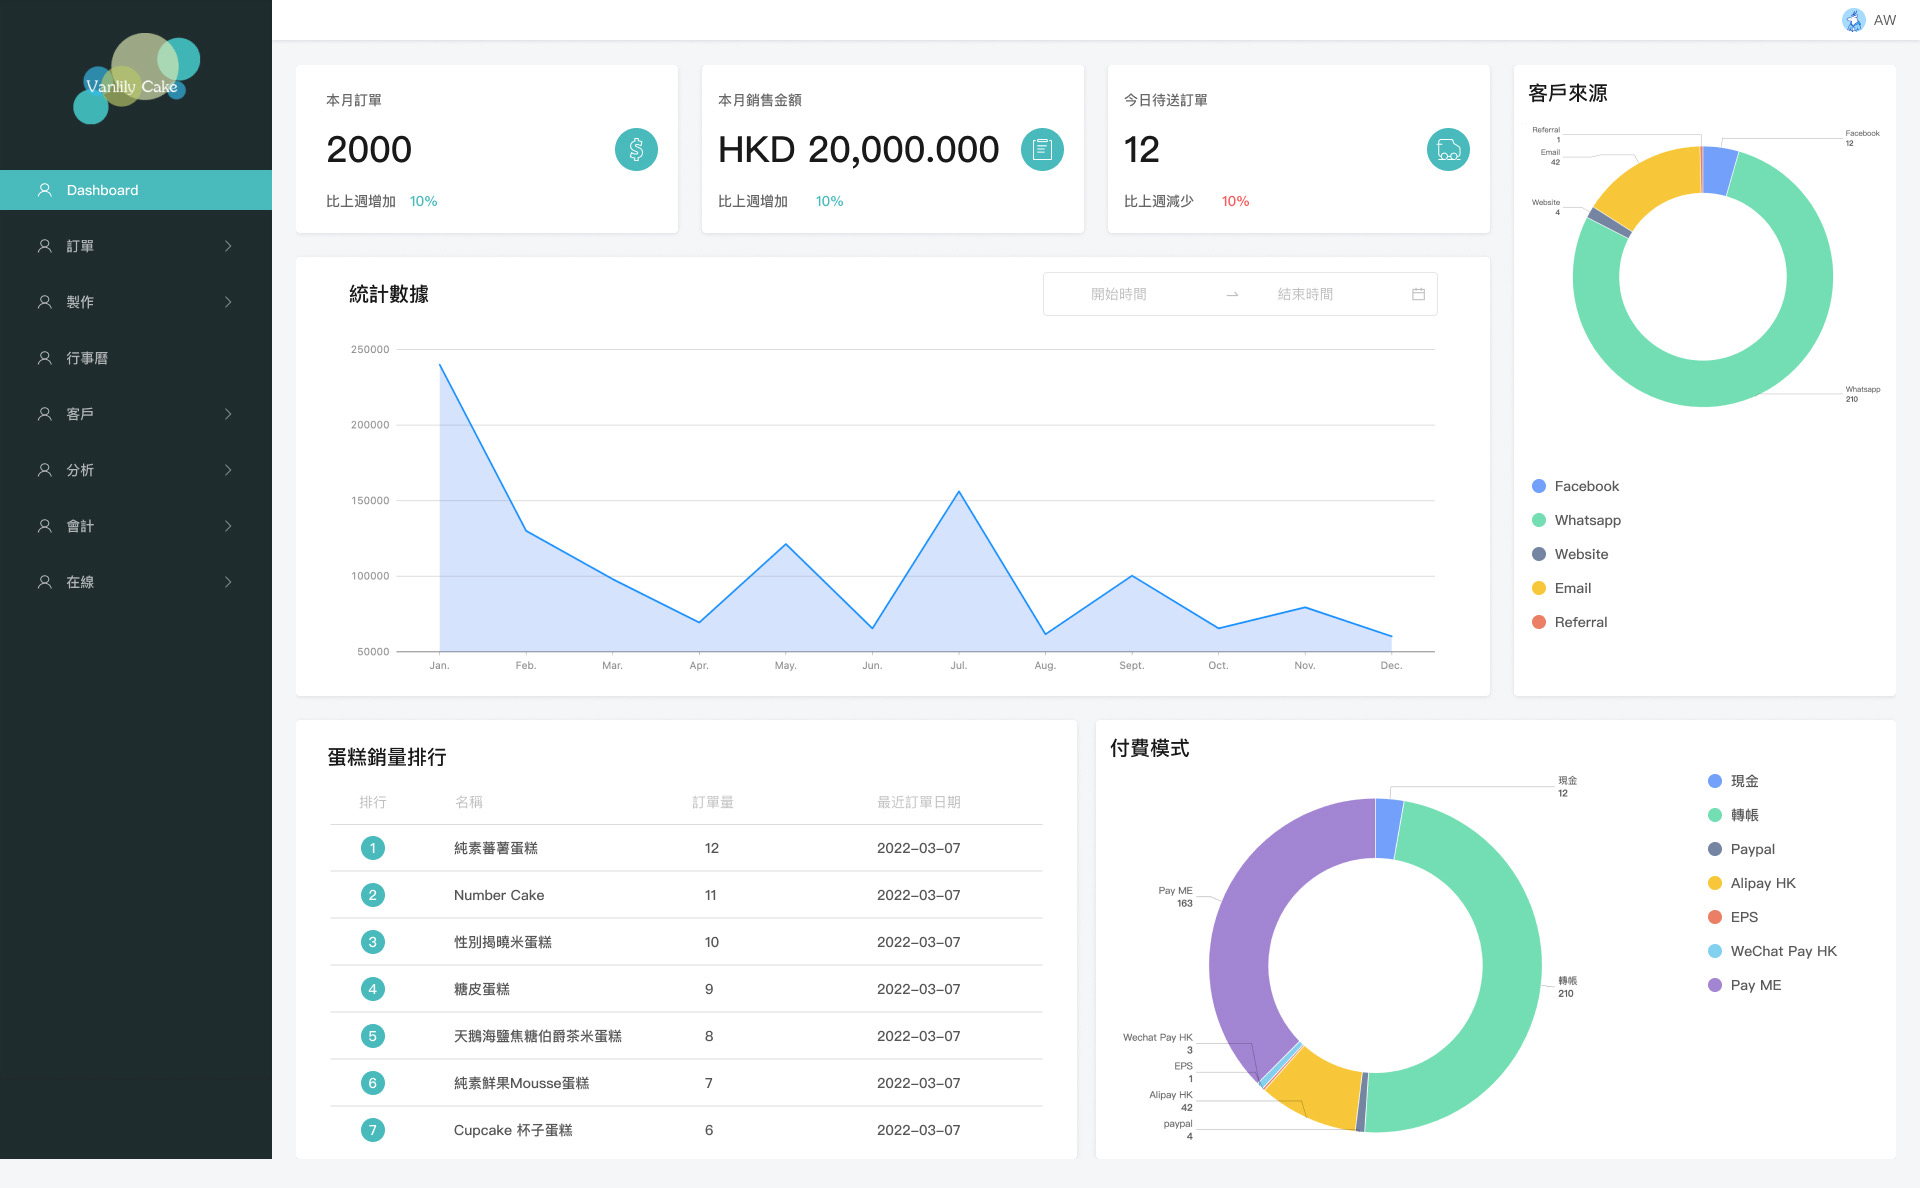 Vanlily Cake
AW
Dashboard
訂單
製作
行事曆
客戶
分析
會計
在線
本月訂單
2000
比上週增加 10%
本月銷售金額
HKD 20,000.000
比上週增加 10%
今日待送訂單
12
比上週減少 10%
客戶來源
Referral
1
Email
42
Website
4
Facebook
12
Whatsapp
210
Facebook
Whatsapp
Website
Email
Referral
統計數據
開始時間 → 結束時間
250000
200000
150000
100000
50000
Jan. Feb. Mar. Apr. May. Jun. Jul. Aug. Sept. Oct. Nov. Dec.
蛋糕銷量排行
排行 名稱 訂單量 最近訂單日期
1 純素蕃薯蛋糕 12 2022-03-07
2 Number Cake 11 2022-03-07
3 性別揭曉米蛋糕 10 2022-03-07
4 糖皮蛋糕 9 2022-03-07
5 天鵝海鹽焦糖伯爵茶米蛋糕 8 2022-03-07
6 純素鮮果Mousse蛋糕 7 2022-03-07
7 Cupcake 杯子蛋糕 6 2022-03-07
付費模式
現金
12
Pay ME
163
轉帳
210
Wechat Pay HK
3
EPS
1
Alipay HK
42
paypal
4
現金
轉帳
Paypal
Alipay HK
EPS
WeChat Pay HK
Pay ME